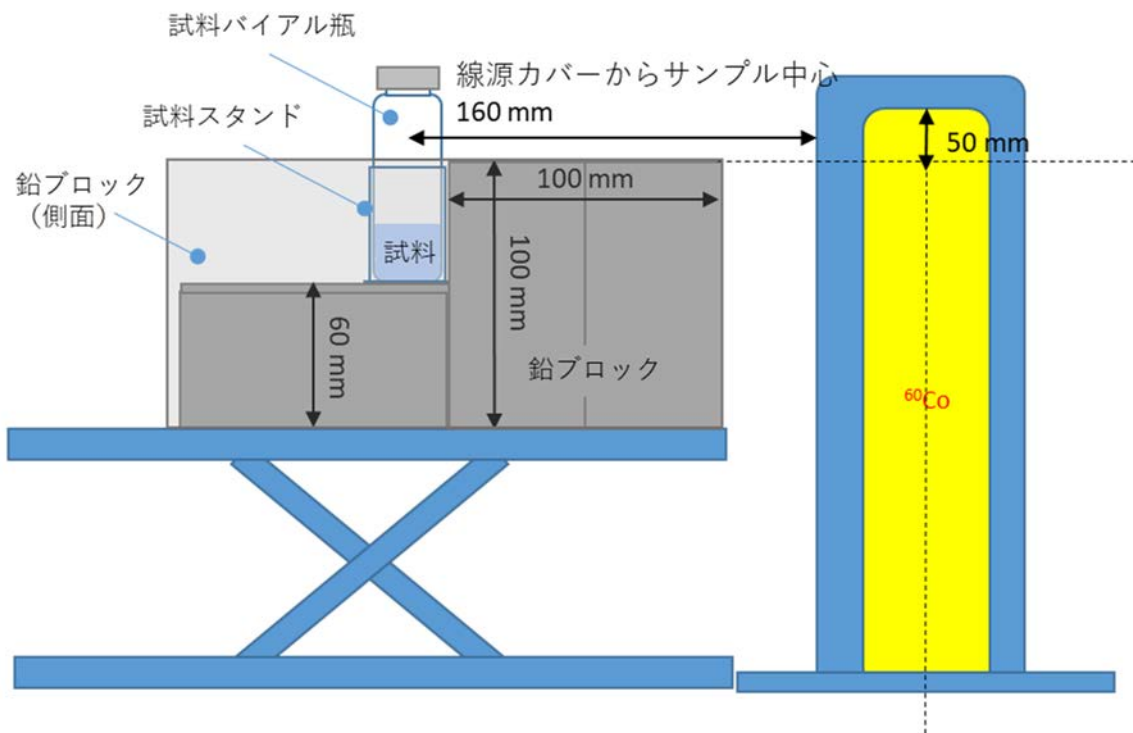 試料バイアル瓶
線源カバーからサンプル中心
160 mm
試料スタンド
50 mm
鉛ブロック
（側面）
100 mm
100 mm
試料
60 mm
鉛ブロック
60Co